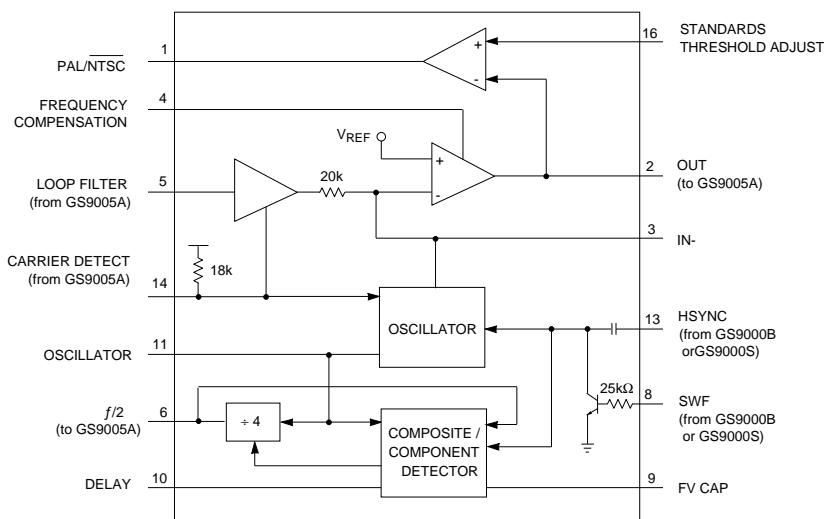 STANDARDS
THRESHOLD ADJUST
16
1
PAL/NTSC
+
-
4
FREQUENCY
COMPENSATION
VREF
+
-
2
OUT
(to GS9005A)
5
LOOP FILTER
(from GS9005A)
20k
3
IN-
CARRIER DETECT
(from GS9005A)
14
18k
OSCILLATOR
13
HSYNC
(from GS9000B
orGS9000S)
11
OSCILLATOR
25kΩ
8
SWF
(from GS9000B
or GS9000S)
6
ƒ/2
(to GS9005A)
÷ 4
COMPOSITE /
COMPONENT
DETECTOR
10
DELAY
9
FV CAP